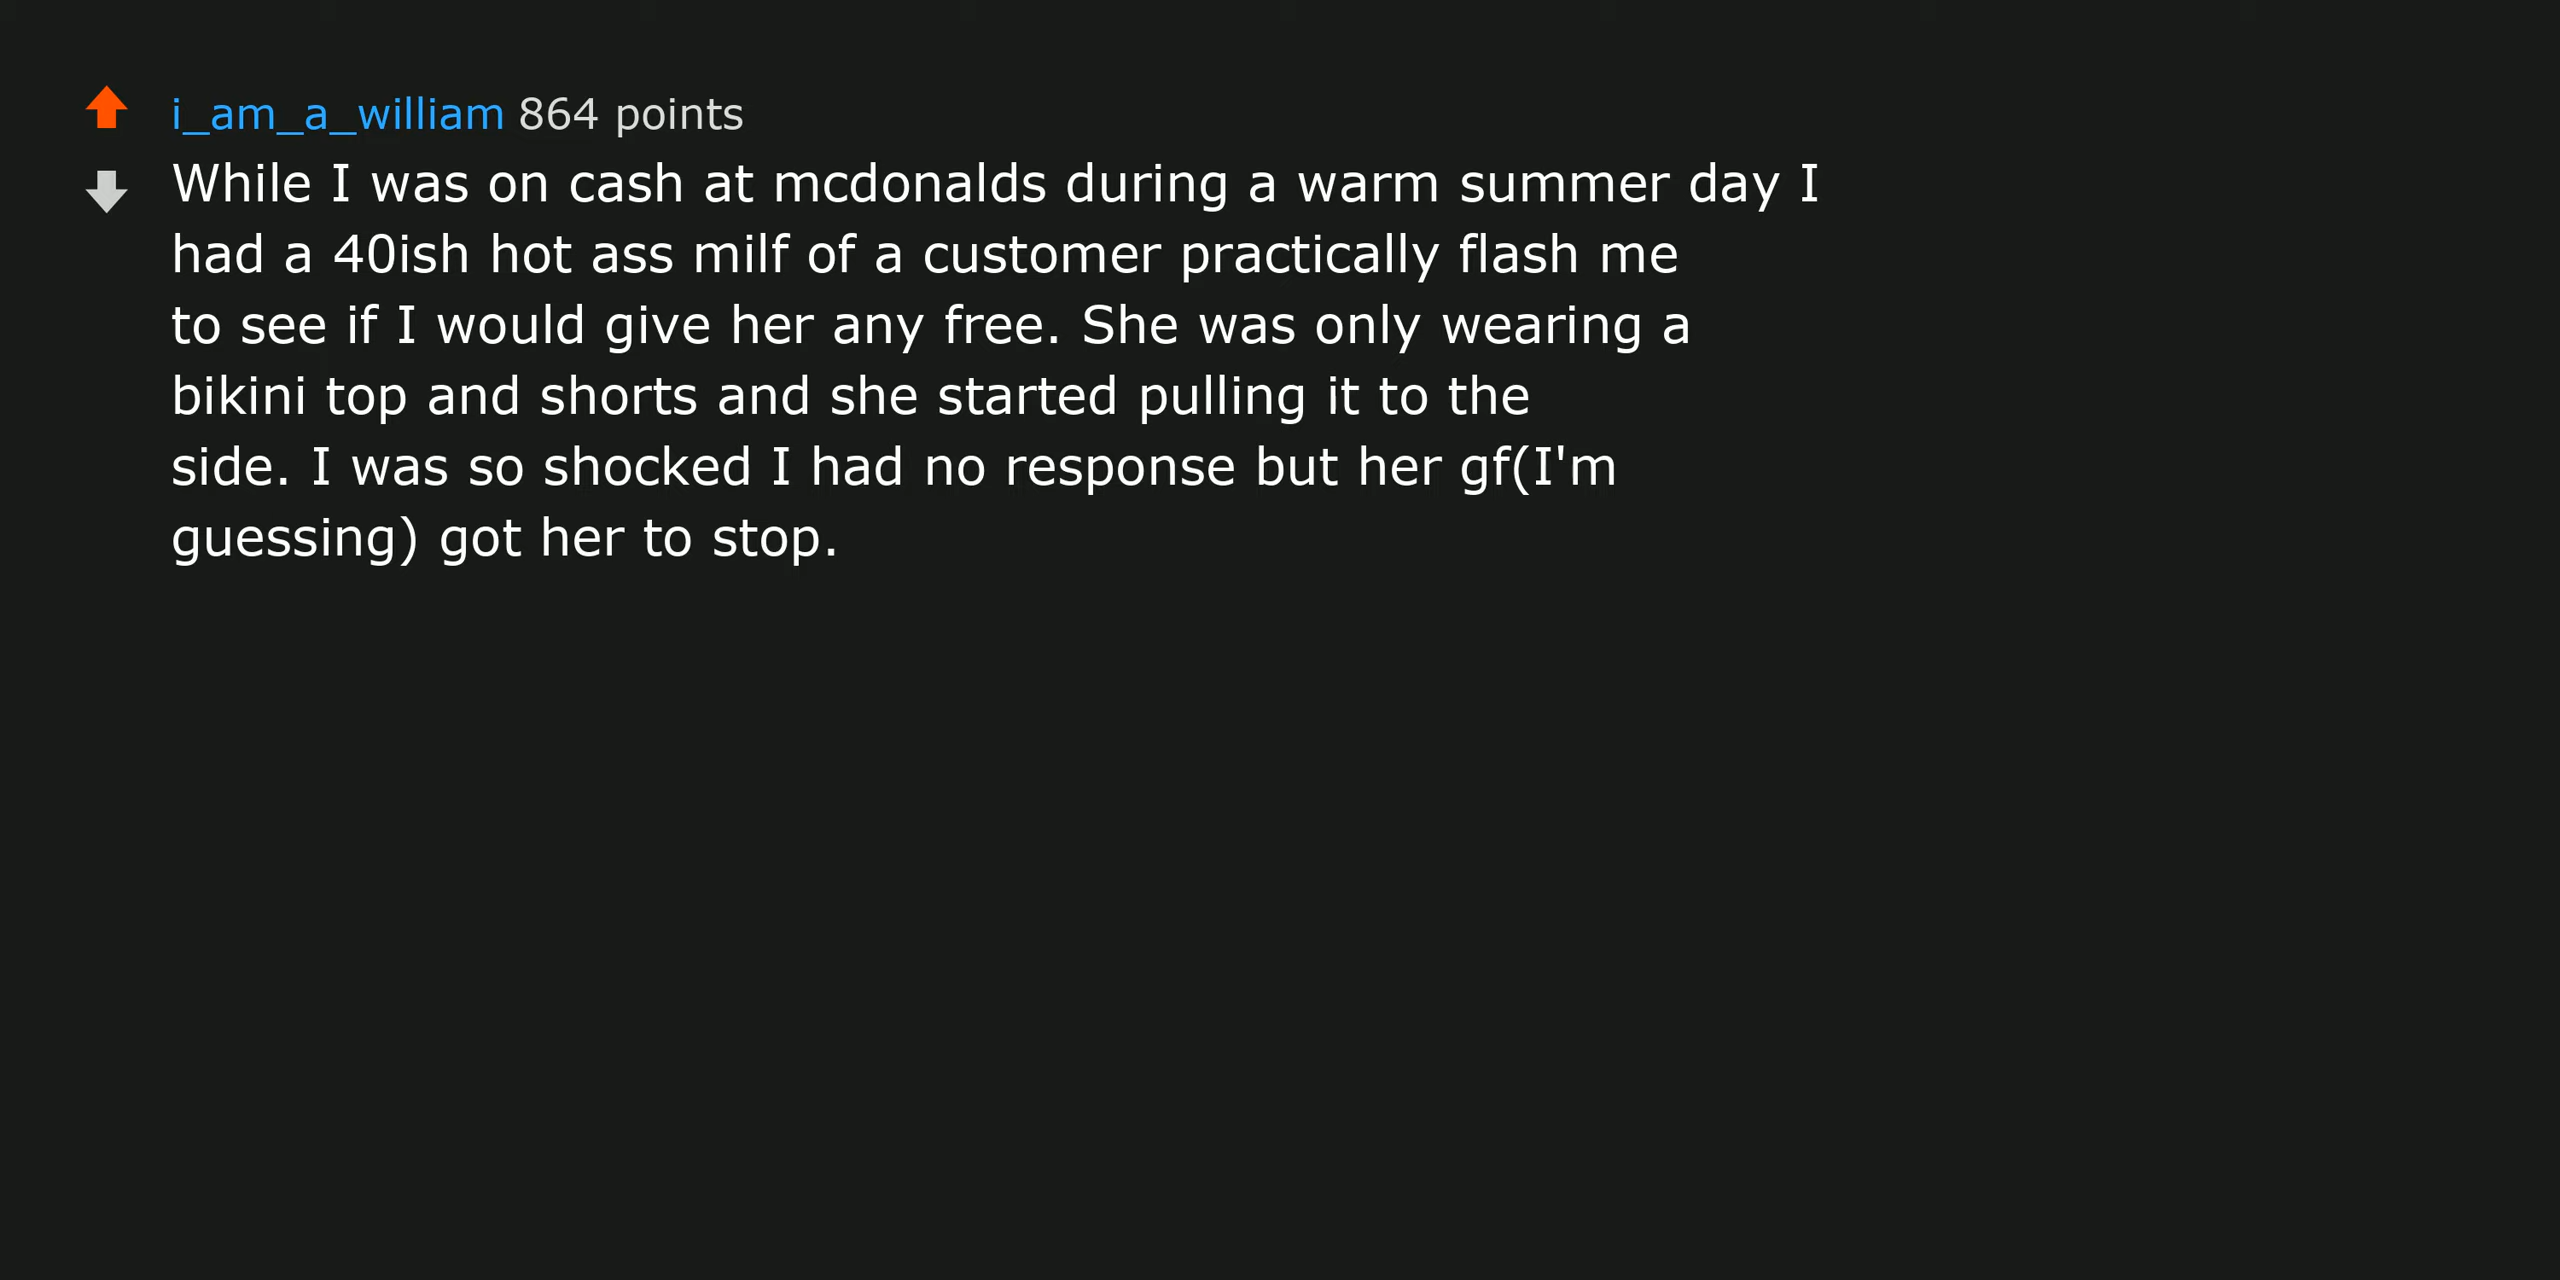 i_am_a_william 864 points
While I was on cash at mcdonalds during a warm summer day I
had a 40ish hot ass milf of a customer practically flash me
to see if I would give her any free. She was only wearing a
bikini top and shorts and she started pulling it to the
side. I was so shocked I had no response but her gf(I'm
guessing) got her to stop.